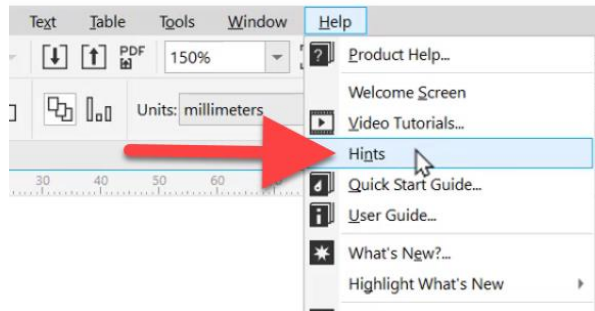 Text Table Tools Window Help
PDF 150%
Product Help...
Welcome Screen
Units: millimeters
Video Tutorials...
Hints
30 40 50 60
Quick Start Guide...
User Guide...
What's New?...
Highlight What's New